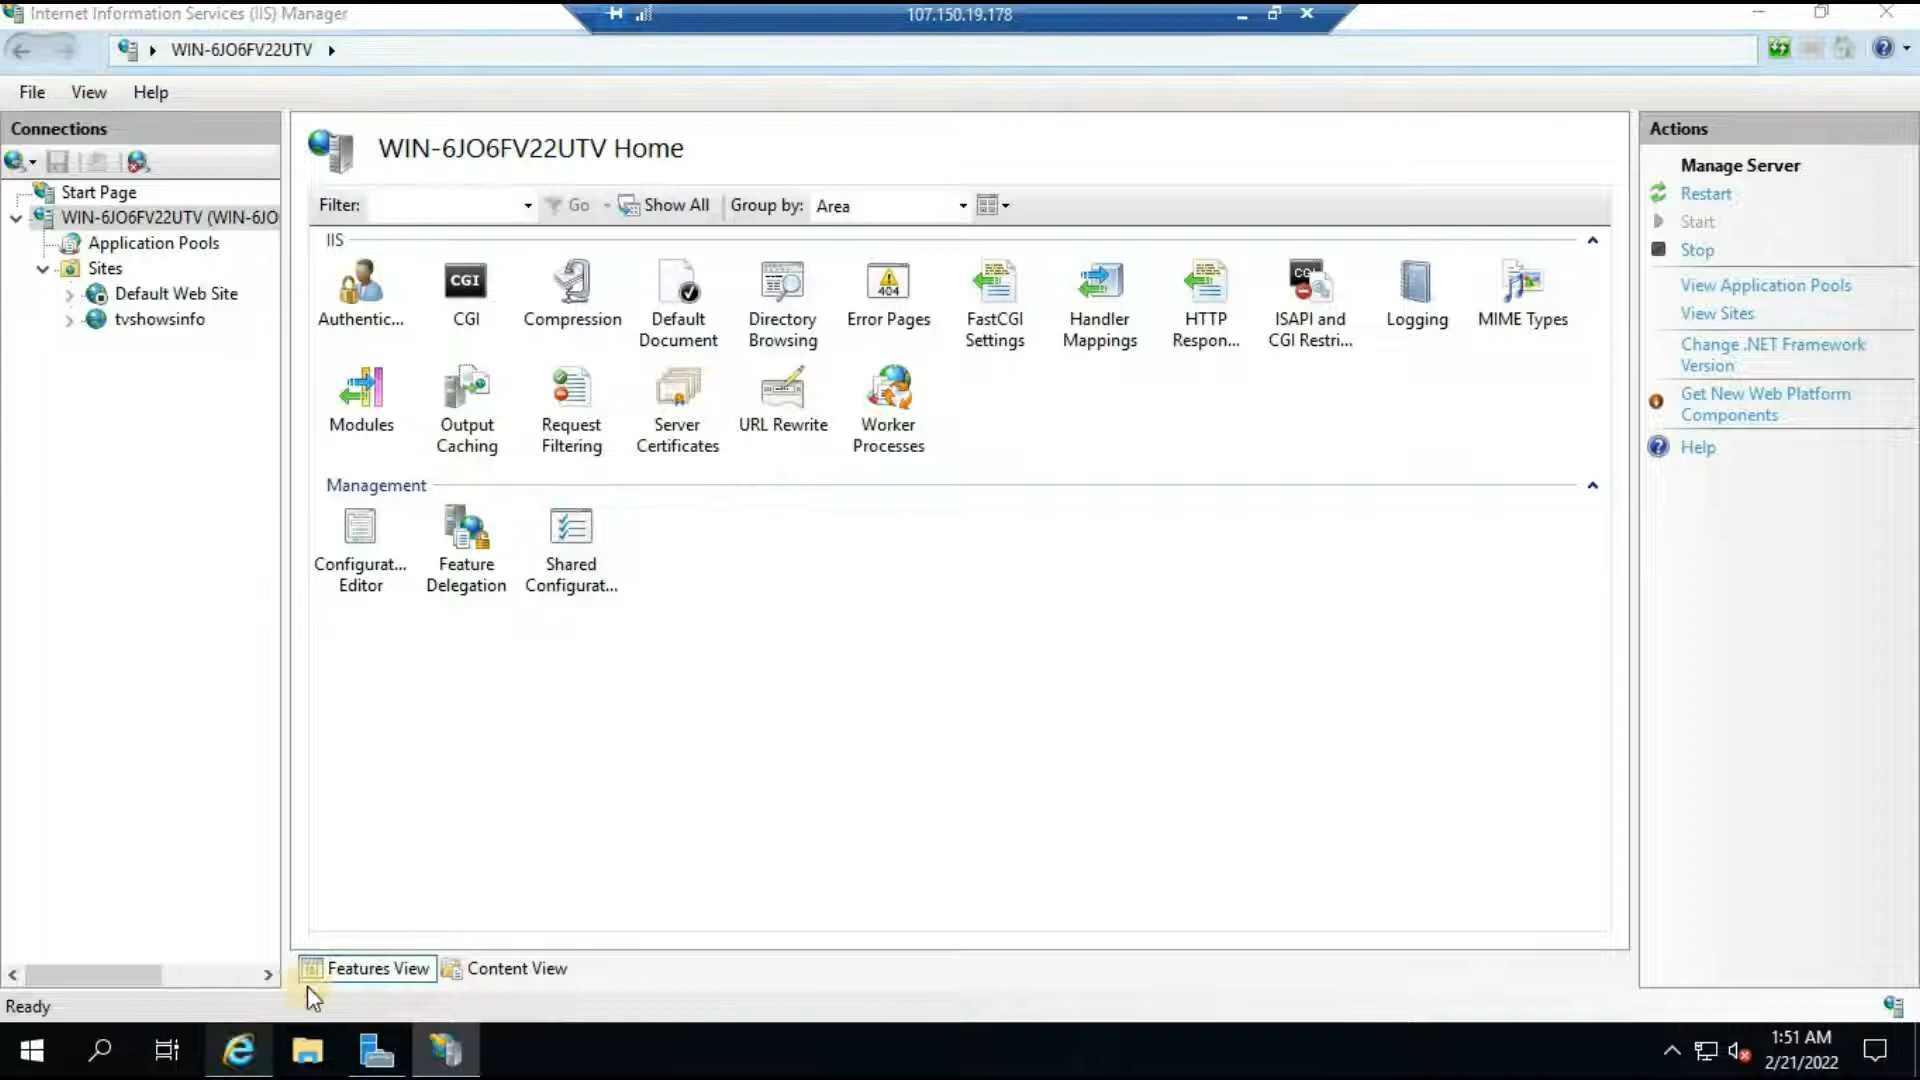 Internet Information Services (IIS) Manager
107.150.19.178
WIN-6JO6FV22UTV
File View Help
Connections
Start Page
WIN-6JO6FV22UTV (WIN-6JO
Application Pools
Sites
Default Web Site
tvshowsinfo
WIN-6JO6FV22UTV Home
Filter: Go Show All Group by: Area
IIS
Authentic...
CGI
Compression
Default
Document
Directory
Browsing
Error Pages
FastCGI
Settings
Handler
Mappings
HTTP
Respon...
ISAPI and
CGI Restri...
Logging
MIME Types
Modules
Output
Caching
Request
Filtering
Server
Certificates
URL Rewrite
Worker
Processes
Management
Configurat...
Editor
Feature
Delegation
Shared
Configurat...
Features View
Content View
Actions
Manage Server
Restart
Start
Stop
View Application Pools
View Sites
Change .NET Framework
Version
Get New Web Platform
Components
Help
Ready
1:51 AM
2/21/2022
CGI
404